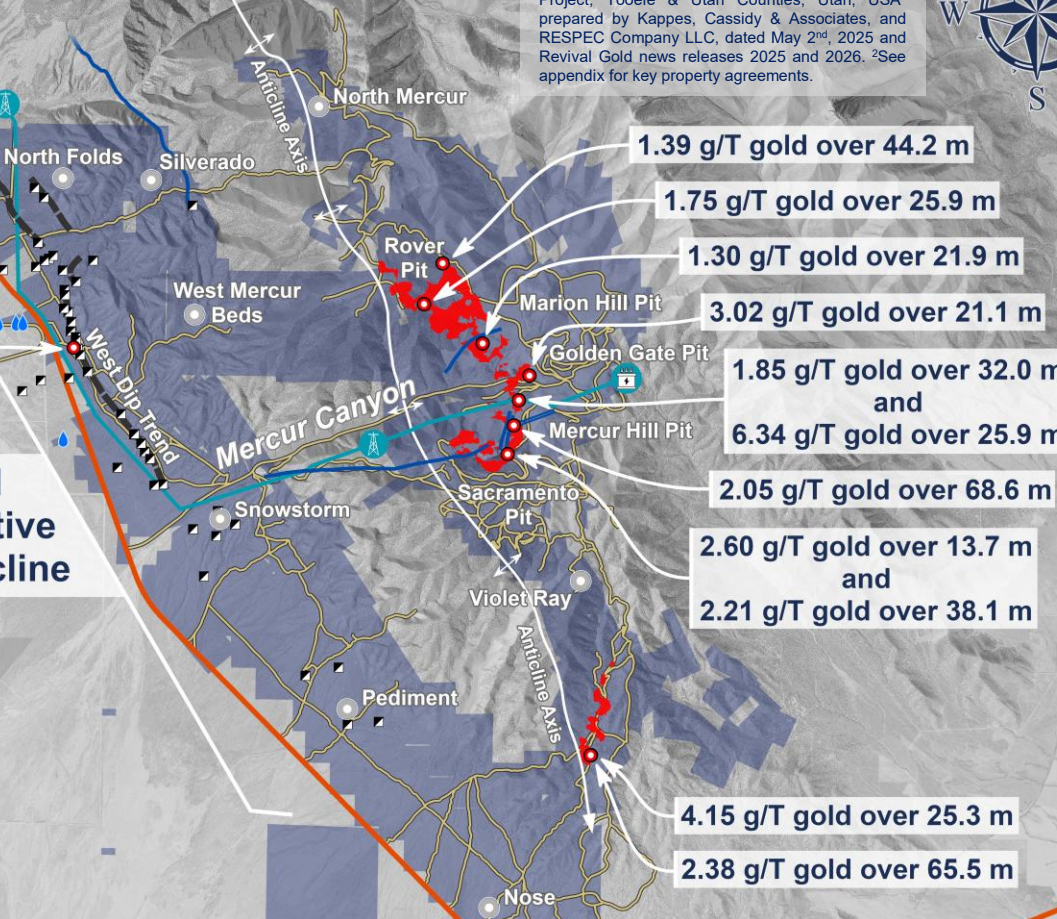 Project, Tooele & Utah Counties, Utah, USA
prepared by Kappes, Cassidy & Associates, and
RESPEC Company LLC, dated May 2nd, 2025 and
Revival Gold news releases 2025 and 2026. ²See
appendix for key property agreements.
W
S
North Mercur
Anticline Axis
North Folds
Silverado
1.39 g/T gold over 44.2 m
1.75 g/T gold over 25.9 m
Rover
Pit
1.30 g/T gold over 21.9 m
West Mercur
Beds
Marion Hill Pit
3.02 g/T gold over 21.1 m
Golden Gate Pit
West Dip Trend
Mercur Canyon
1.85 g/T gold over 32.0 m
and
6.34 g/T gold over 25.9 m
Mercur Hill Pit
2.05 g/T gold over 68.6 m
Sacramento
Pit
Snowstorm
tive
cline
2.60 g/T gold over 13.7 m
and
2.21 g/T gold over 38.1 m
Violet Ray
Anticline Axis
Pediment
4.15 g/T gold over 25.3 m
2.38 g/T gold over 65.5 m
Nose